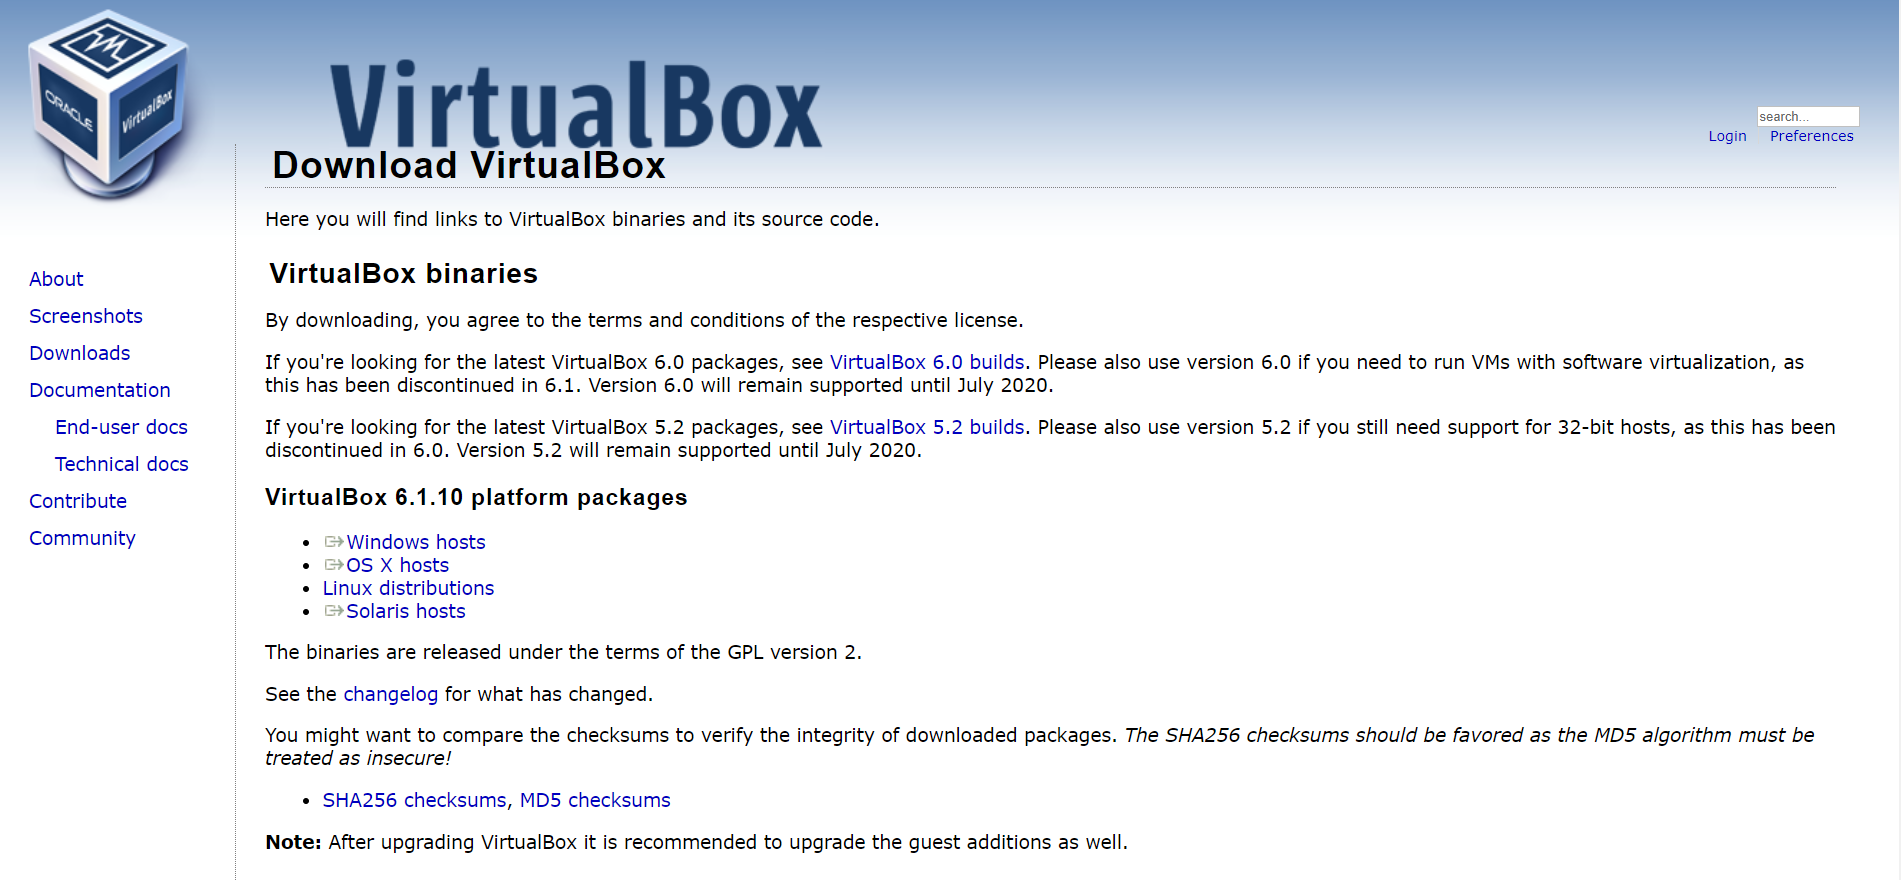 ORACLE
VirtualBox
VirtualBox
search...
Login Preferences
Download VirtualBox
Here you will find links to VirtualBox binaries and its source code.
About
Screenshots
Downloads
Documentation
End-user docs
Technical docs
Contribute
Community
VirtualBox binaries
By downloading, you agree to the terms and conditions of the respective license.
If you're looking for the latest VirtualBox 6.0 packages, see VirtualBox 6.0 builds. Please also use version 6.0 if you need to run VMs with software virtualization, as
this has been discontinued in 6.1. Version 6.0 will remain supported until July 2020.
If you're looking for the latest VirtualBox 5.2 packages, see VirtualBox 5.2 builds. Please also use version 5.2 if you still need support for 32-bit hosts, as this has been
discontinued in 6.0. Version 5.2 will remain supported until July 2020.
VirtualBox 6.1.10 platform packages
• Windows hosts
• OS X hosts
• Linux distributions
• Solaris hosts
The binaries are released under the terms of the GPL version 2.
See the changelog for what has changed.
You might want to compare the checksums to verify the integrity of downloaded packages. The SHA256 checksums should be favored as the MD5 algorithm must be
treated as insecure!
• SHA256 checksums, MD5 checksums
Note: After upgrading VirtualBox it is recommended to upgrade the guest additions as well.